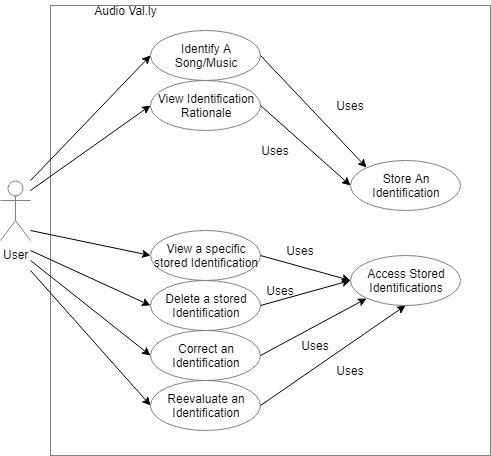 Audio Val.ly
Identify A
Song/Music
View Identification
Rationale
Uses
Uses
Store An
Identification
User
View a specific
stored Identification
Uses
Access Stored
Identifications
Delete a stored
Identification
Uses
Correct an
Identification
Uses
Reevaluate an
Identification
Uses